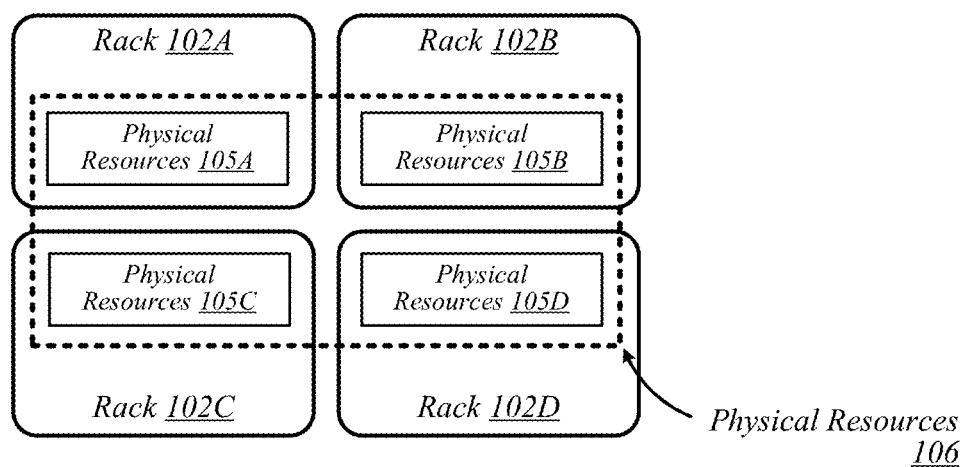 Rack 102A
Rack 102B
Physical
Resources 105A
Physical
Resources 105B
Physical
Resources 105C
Physical
Resources 105D
Rack 102C
Rack 102D
Physical Resources
106